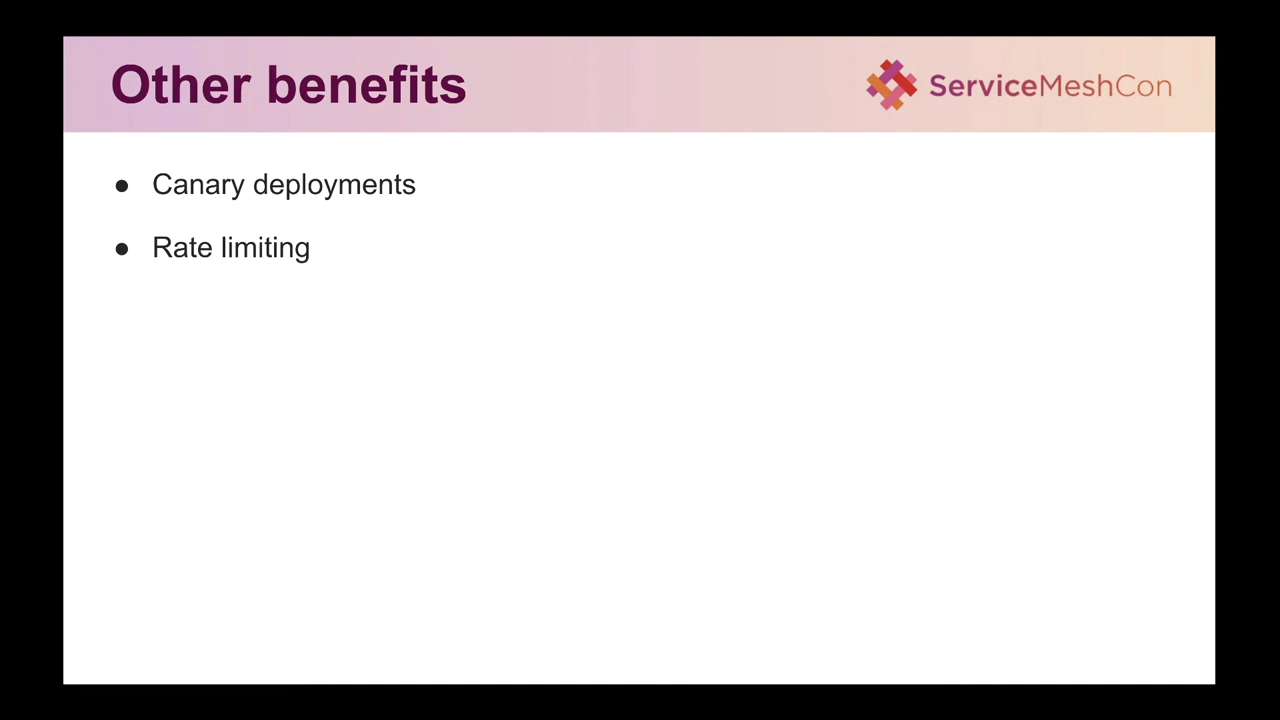 Other benefits
ServiceMeshCon
● Canary deployments
● Rate limiting